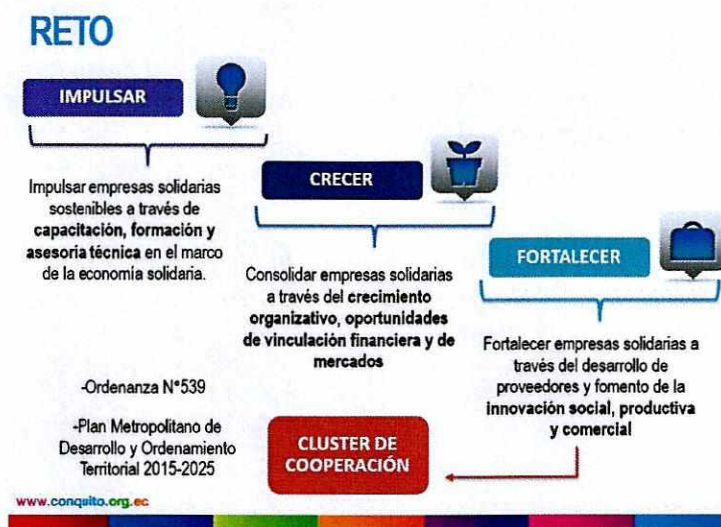 RETO
IMPULSAR
Impulsar empresas solidarias
sostenibles a través de
capacitación, formación y
asesoría técnica en el marco
de la economía solidaria.
CRECER
Consolidar empresas solidarias
a través del crecimiento
organizativo, oportunidades
de vinculación financiera y de
mercados
FORTALECER
Fortalecer empresas solidarias a
través del desarrollo de
proveedores y fomento de la
innovación social, productiva
y comercial
-Ordenanza N°539
-Plan Metropolitano de
Desarrollo y Ordenamiento
Territorial 2015-2025
CLUSTER DE
COOPERACIÓN
www.conquito.org.ec